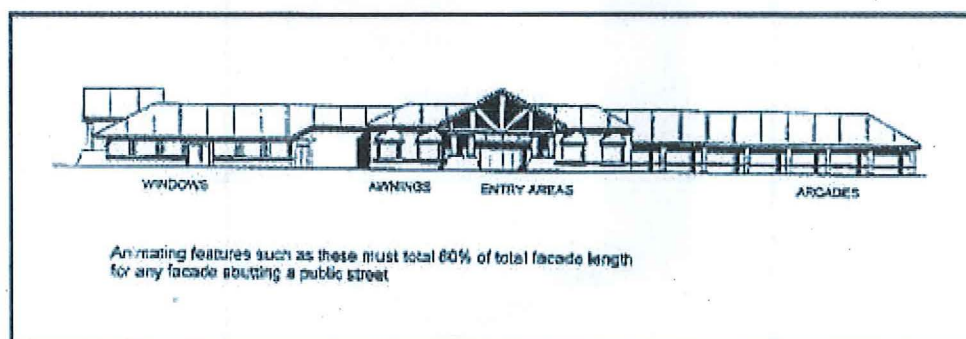 WINDOWS AWNINGS ENTRY AREAS ARCADES
Animating features such as these must total 60% of total facade length
for any facade abutting a public street